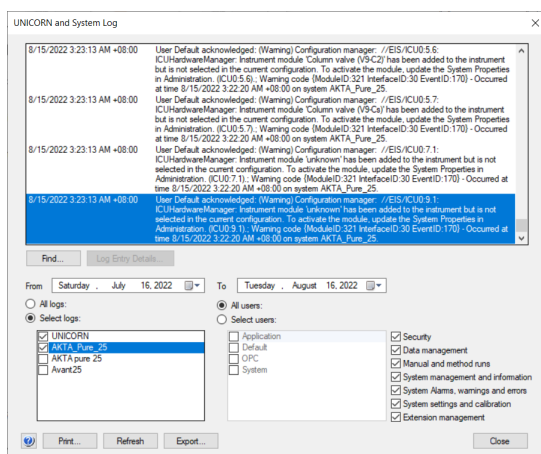 UNICORN and System Log
8/15/2022 3:23:13 AM +08:00 User Default acknowledged: (Warning) Configuration manager: //EIS/ICU0:5.6:
ICUHardwareManager: Instrument module 'Column valve (V9-C2)' has been added to the instrument
but is not selected in the current configuration. To activate the module, update the System Properties
in Administration. (ICU0:5.6).; Warning code {ModuleID:321 InterfaceID:30 EventID:170} - Occurred
at time 8/15/2022 3:22:20 AM +08:00 on system AKTA_Pure_25.
8/15/2022 3:23:13 AM +08:00 User Default acknowledged: (Warning) Configuration manager: //EIS/ICU0:5.7:
ICUHardwareManager: Instrument module 'Column valve (V9-Cs)' has been added to the instrument
but is not selected in the current configuration. To activate the module, update the System Properties
in Administration. (ICU0:5.7).; Warning code {ModuleID:321 InterfaceID:30 EventID:170} - Occurred
at time 8/15/2022 3:22:20 AM +08:00 on system AKTA_Pure_25.
8/15/2022 3:23:13 AM +08:00 User Default acknowledged: (Warning) Configuration manager: //EIS/ICU0:7.1:
ICUHardwareManager: Instrument module 'unknown' has been added to the instrument but is not
selected in the current configuration. To activate the module, update the System Properties in
Administration. (ICU0:7.1).; Warning code {ModuleID:321 InterfaceID:30 EventID:170} - Occurred at
time 8/15/2022 3:22:20 AM +08:00 on system AKTA_Pure_25.
8/15/2022 3:23:13 AM +08:00 User Default acknowledged: (Warning) Configuration manager: //EIS/ICU0:9.1:
ICUHardwareManager: Instrument module 'unknown' has been added to the instrument but is not
selected in the current configuration. To activate the module, update the System Properties in
Administration. (ICU0:9.1).; Warning code {ModuleID:321 InterfaceID:30 EventID:170} - Occurred at
time 8/15/2022 3:22:20 AM +08:00 on system AKTA_Pure_25.
Find... Log Entry Details...
From Saturday , July 16, 2022 To Tuesday , August 16, 2022
All logs: All users:
Select logs: Select users:
UNICORN Application Security
AKTA_Pure_25 Default Data management
AKTA pure 25 OPC Manual and method runs
Avant25 System System management and information
System Alarms, warnings and errors
System settings and calibration
Extension management
Print... Refresh Export... Close